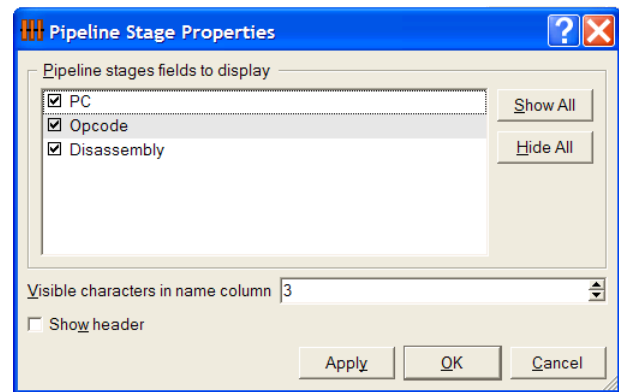 Pipeline Stage Properties
Pipeline stages fields to display
PC
Opcode
Disassembly
Show All
Hide All
Visible characters in name column 3
Show header
Apply OK Cancel